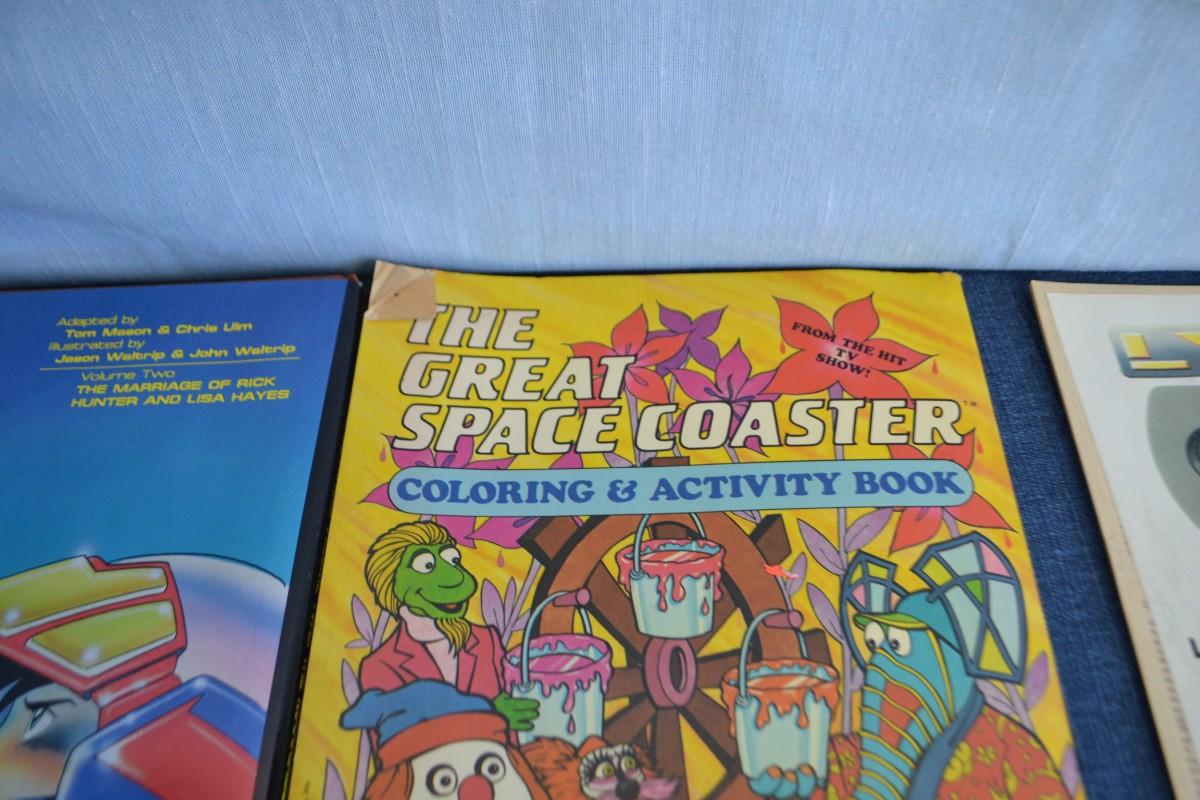 Adapted by
Tom Mason & Chris Ulm
Illustrated by
Jason Waltrip & John Waltrip
Volume Two
THE MARRIAGE OF RICK
HUNTER AND LISA HAYES
THE
GREAT
SPACE COASTER
TM
COLORING & ACTIVITY BOOK
FROM THE HIT
TV
SHOW!